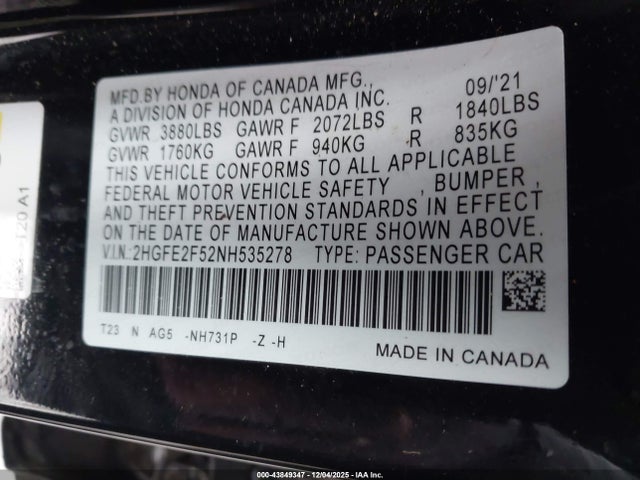 MFD.BY HONDA OF CANADA MFG., 09/'21
A DIVISION OF HONDA CANADA INC.
GVWR 3880LBS GAWR F 2072LBS R 1840LBS
GVWR 1760KG GAWR F 940KG R 835KG
THIS VEHICLE CONFORMS TO ALL APPLICABLE
FEDERAL MOTOR VEHICLE SAFETY , BUMPER,
AND THEFT PREVENTION STANDARDS IN EFFECT
ON THE DATE OF MANUFACTURE SHOWN ABOVE.
V.I.N.:2HGFE2F52NH535278 TYPE: PASSENGER CAR
T23 N AG5 -NH731P -Z -H
MADE IN CANADA
T20 A1
000-43849347 - 12/04/2025 - IAA Inc.